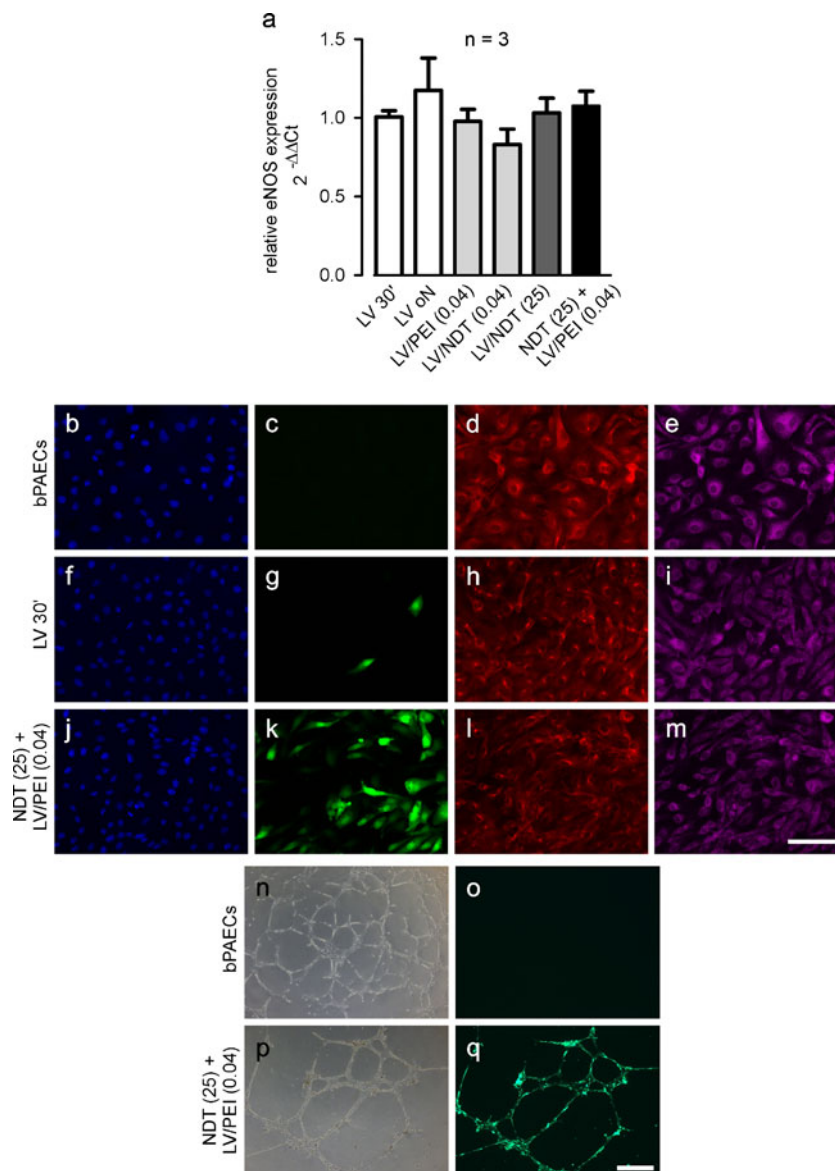 a
n = 3
relative eNOS expression
2 -ΔΔCt
1.5
1.0
0.5
0.0
LV 30'
LV oN
LV/PEI (0.04)
LV/NDT (0.04)
LV/NDT (25)
NDT (25) +
LV/PEI (0.04)
bPAECs
b
c
d
e
LV 30'
f
g
h
i
NDT (25) +
LV/PEI (0.04)
j
k
l
m
bPAECs
n
o
NDT (25) +
LV/PEI (0.04)
p
q